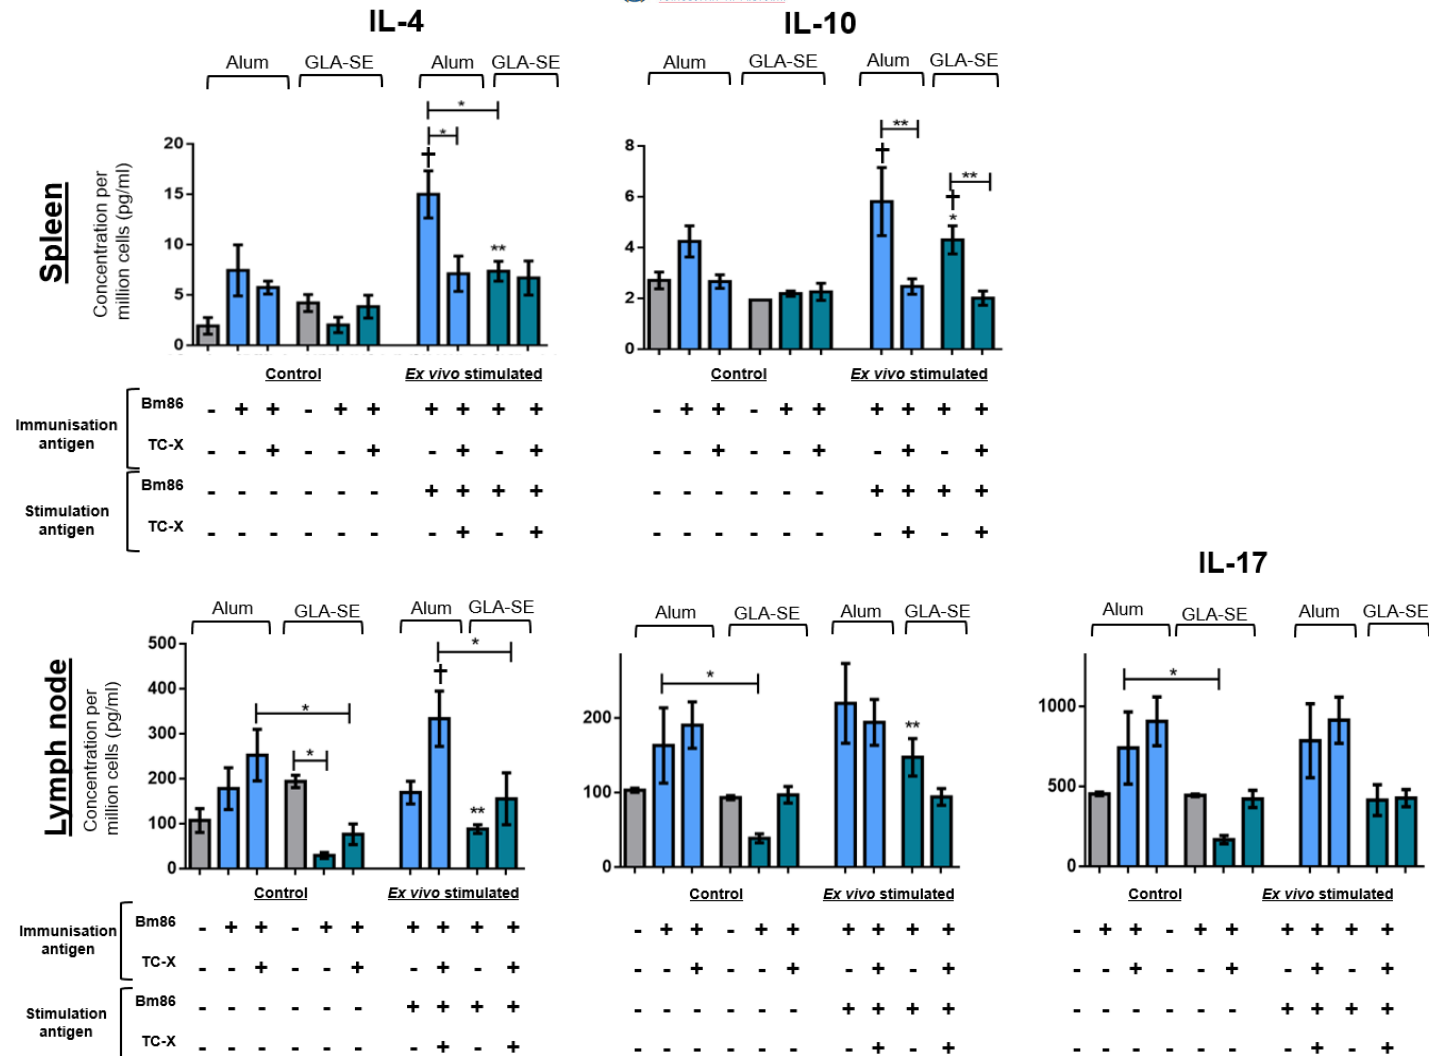 IL-4
IL-10
Alum GLA-SE Alum GLA-SE
Alum GLA-SE Alum GLA-SE
Spleen
Concentration per
million cells (pg/ml)
20
15
10
5
0
* * ** †
8
6
4
2
0
** ** * † †
Control Ex vivo stimulated
Control Ex vivo stimulated
Immunisation
antigen
Bm86 - + + - + + + + + +
- + + - + + + + + +
TC-X - - + - - + - + - +
- - + - - + - + - +
Stimulation
antigen
Bm86 - - - - - - + + + +
- - - - - - + + + +
TC-X - - - - - - - + - +
- - - - - - - + - +
IL-17
Alum GLA-SE Alum GLA-SE
Alum GLA-SE Alum GLA-SE
Alum GLA-SE Alum GLA-SE
Lymph node
Concentration per
million cells (pg/ml)
500
400
300
200
100
0
* * * ** †
200
100
0
* **
1000
500
0
*
Control Ex vivo stimulated
Control Ex vivo stimulated
Control Ex vivo stimulated
Immunisation
antigen
Bm86 - + + - + + + + + +
- + + - + + + + + +
- + + - + + + + + +
TC-X - - + - - + - + - +
- - + - - + - + - +
- - + - - + - + - +
Stimulation
antigen
Bm86 - - - - - - + + + +
- - - - - - + + + +
- - - - - - + + + +
TC-X - - - - - - - + - +
- - - - - - - + - +
- - - - - - - + - +